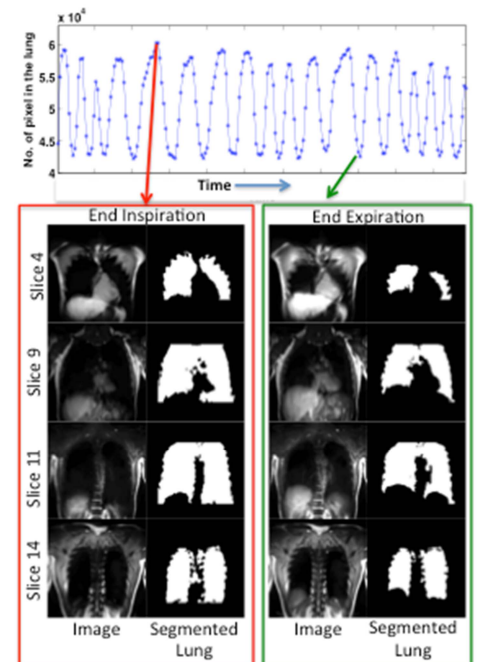 x 10⁴
No. of pixel in the lung
6
5.5
5
4.5
4
Time
End Inspiration
End Expiration
Slice 4
Slice 9
Slice 11
Slice 14
Image
Segmented
Lung
Image
Segmented
Lung